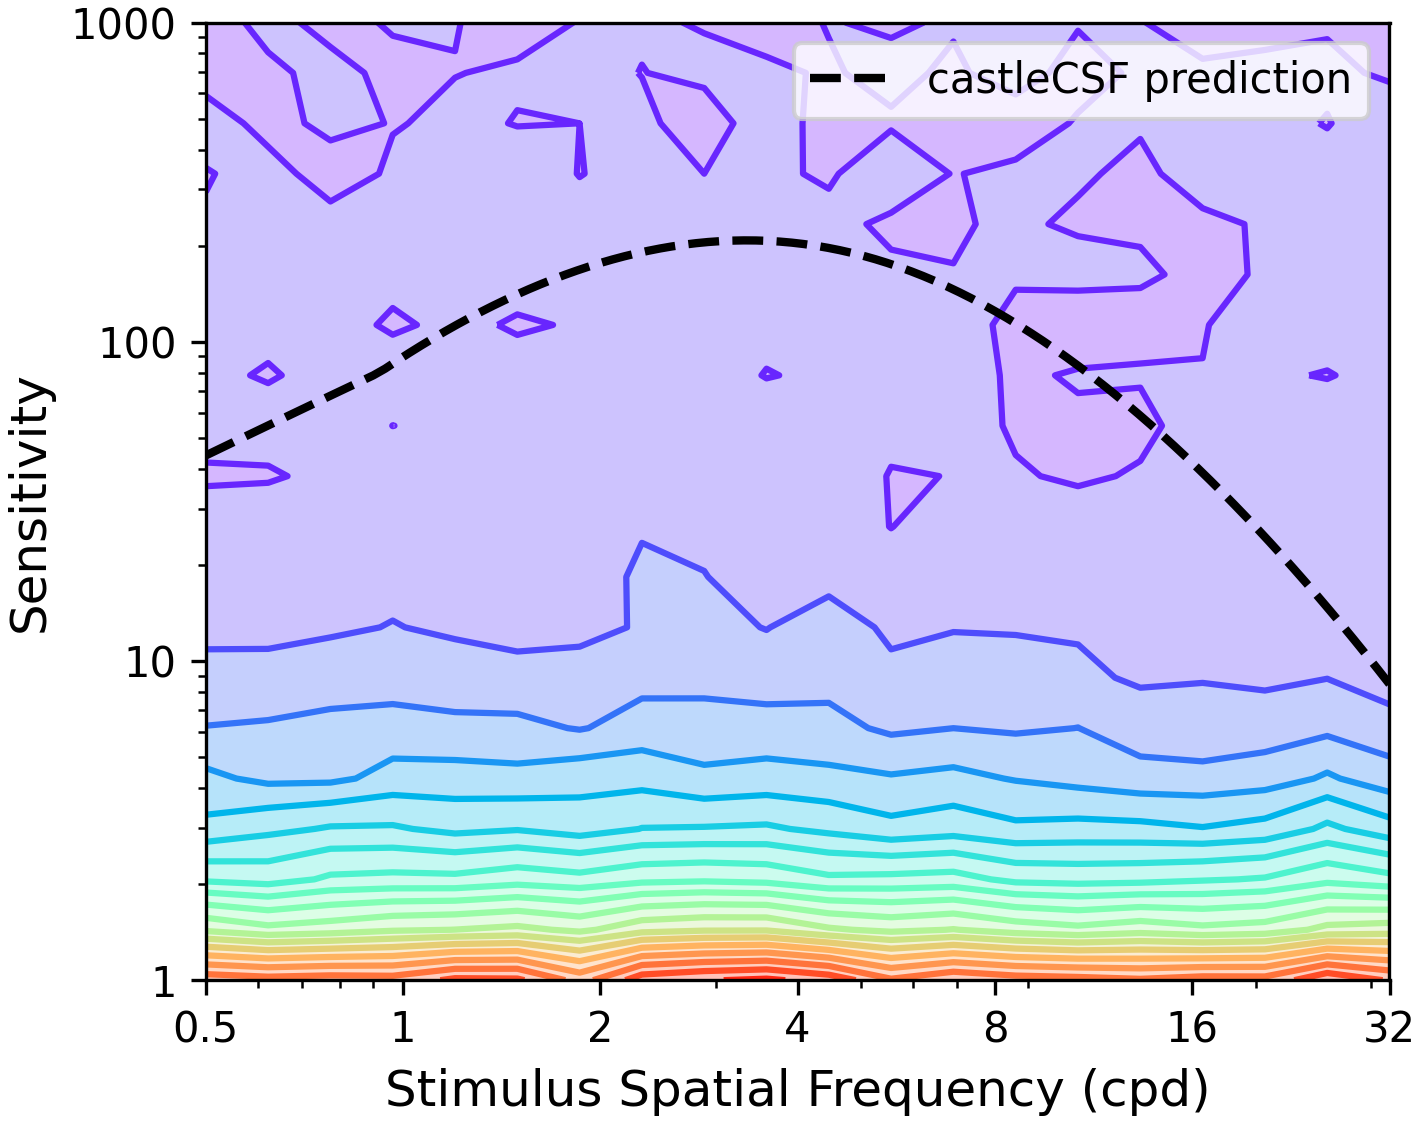 1000
100
10
1
Sensitivity
castleCSF prediction
0.5 1 2 4 8 16 32
Stimulus Spatial Frequency (cpd)